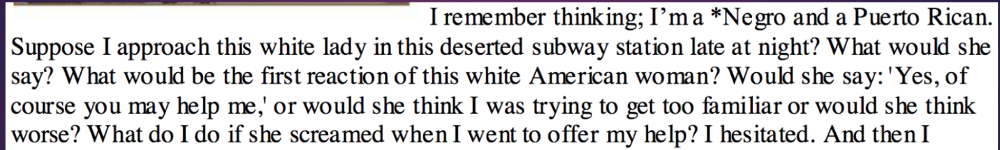 I remember thinking; I'm a *Negro and a Puerto Rican.
Suppose I approach this white lady in this deserted subway station late at night? What would she
say? What would be the first reaction of this white American woman? Would she say: 'Yes, of
course you may help me,' or would she think I was trying to get too familiar or would she think
worse? What do I do if she screamed when I went to offer my help? I hesitated. And then I